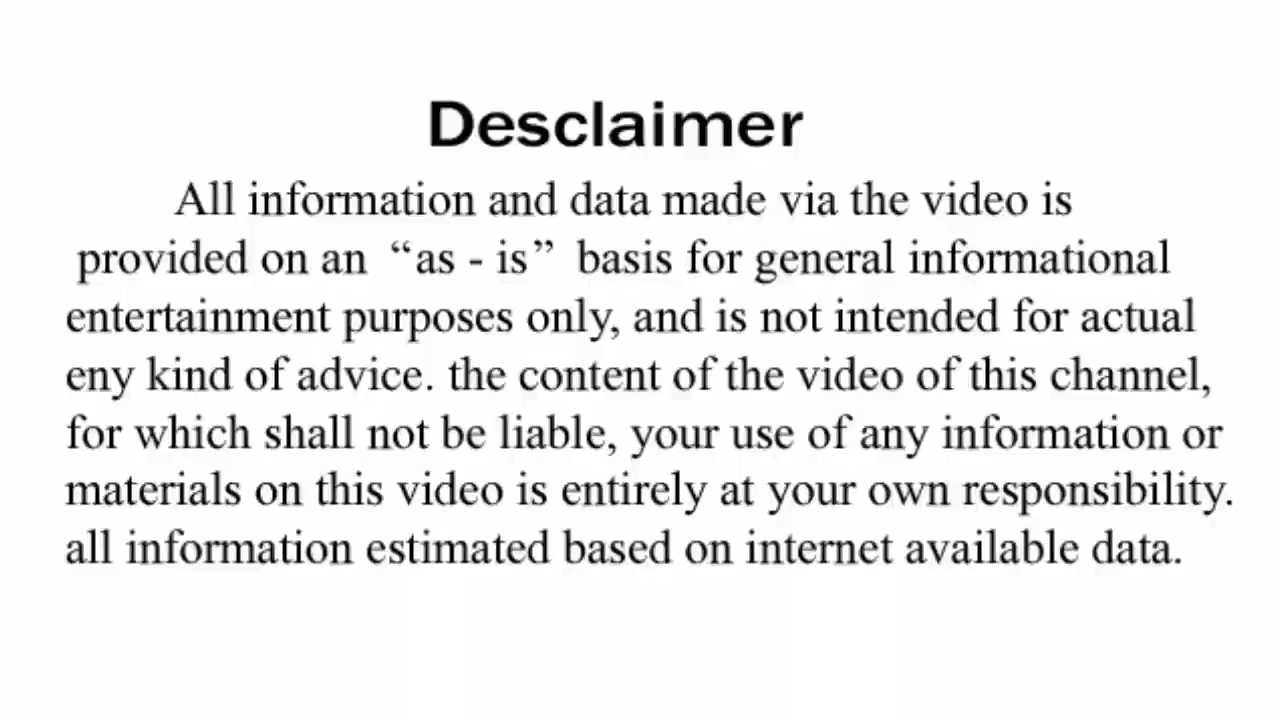 Desclaimer
All information and data made via the video is
provided on an “as - is” basis for general informational
entertainment purposes only, and is not intended for actual
eny kind of advice. the content of the video of this channel,
for which shall not be liable, your use of any information or
materials on this video is entirely at your own responsibility.
all information estimated based on internet available data.